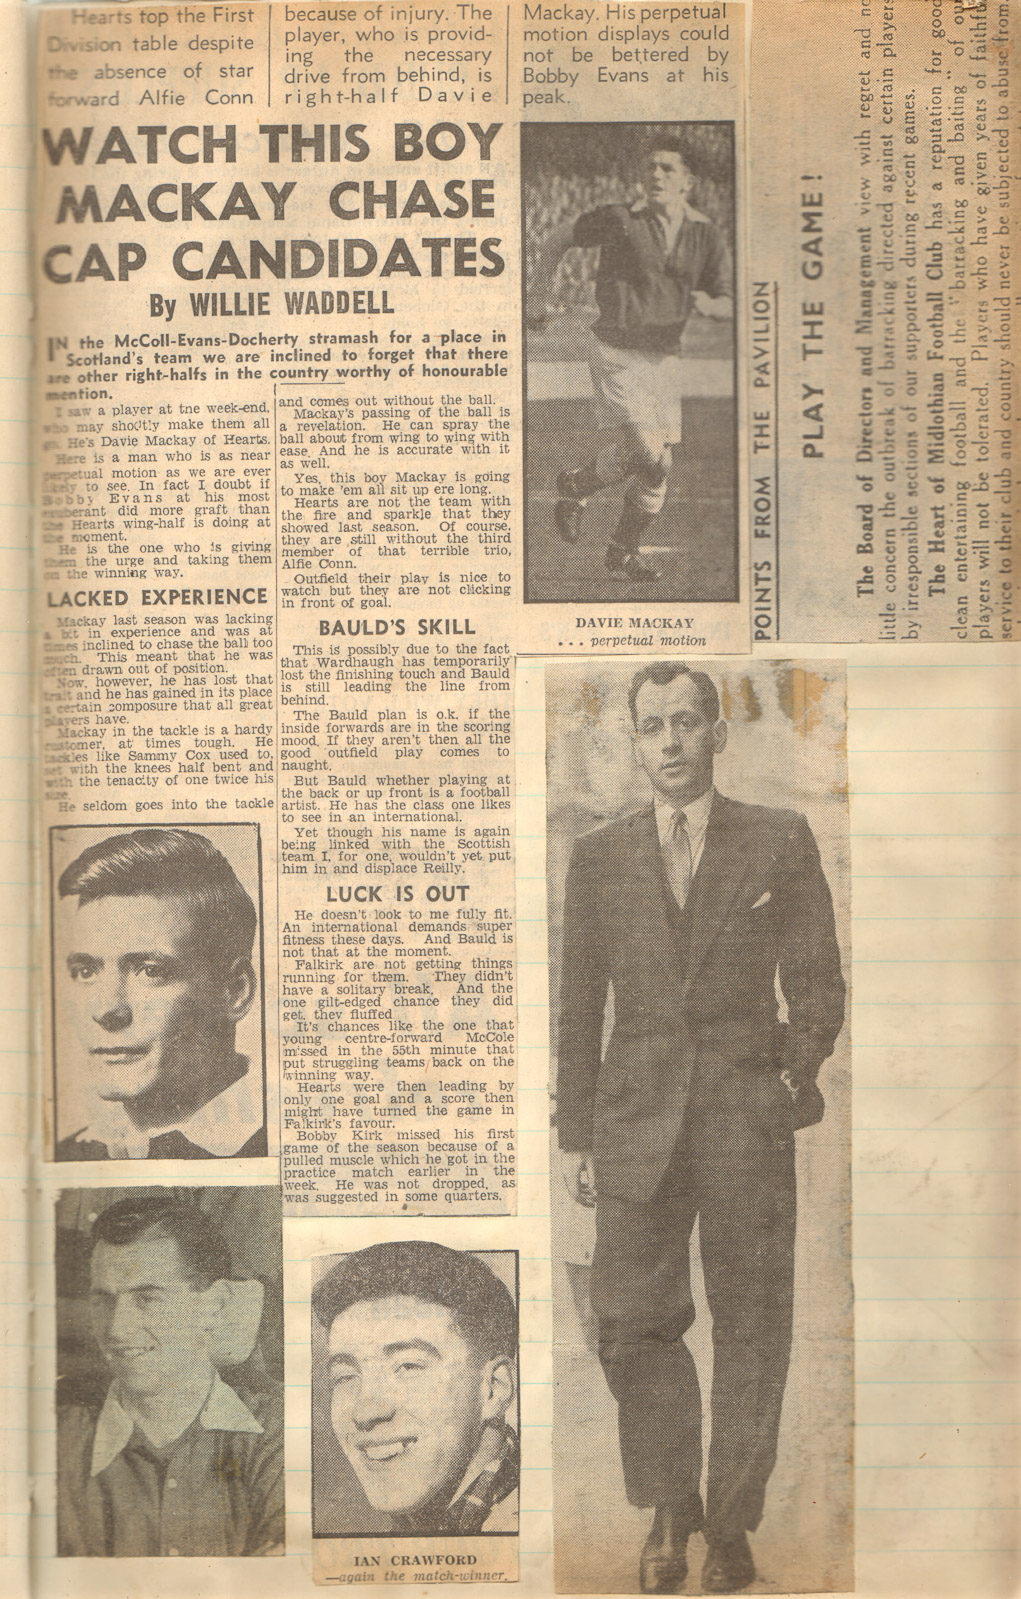 Hearts top the First
Division table despite
the absence of star
forward Alfie Conn
because of injury. The
player, who is provid-
ing the necessary
drive from behind, is
right-half Davie
Mackay. His perpetual
motion displays could
not be bettered by
Bobby Evans at his
peak.
WATCH THIS BOY
MACKAY CHASE
CAP CANDIDATES
By WILLIE WADDELL
IN the McColl-Evans-Docherty stramash for a place in
Scotland's team we are inclined to forget that there
are other right-halfs in the country worthy of honourable
mention.
I saw a player at the week-end,
who may shortly make them all
go. He's Davie Mackay of Hearts.
Here is a man who is as near
perpetual motion as we are ever
likely to see. In fact I doubt if
Bobby Evans at his most
exuberant did more graft than
the Hearts wing-half is doing at
the moment.
He is the one who is giving
them the urge and taking them
on the winning way.
LACKED EXPERIENCE
Mackay last season was lacking
a bit in experience and was at
times inclined to chase the ball too
much. This meant that he was
often drawn out of position.
Now, however, he has lost that
trait and he has gained in its place
a certain composure that all great
players have.
Mackay in the tackle is a hardy
customer, at times tough. He
tackles like Sammy Cox used to,
set with the knees half bent and
with the tenacity of one twice his
size.
He seldom goes into the tackle
and comes out without the ball.
Mackay's passing of the ball is
a revelation. He can spray the
ball about from wing to wing with
ease. And he is accurate with it
as well.
Yes, this boy Mackay is going
to make 'em all sit up ere long.
Hearts are not the team with
the fire and sparkle that they
showed last season. Of course,
they are still without the third
member of that terrible trio,
Alfie Conn.
Outfield their play is nice to
watch but they are not clicking
in front of goal.
BAULD'S SKILL
This is possibly due to the fact
that Wardhaugh has temporarily
lost the finishing touch and Bauld
is still leading the line from
behind.
The Bauld plan is o.k. if the
inside forwards are in the scoring
mood. If they aren't then all the
good outfield play comes to
naught.
But Bauld whether playing at
the back or up front is a football
artist. He has the class one likes
to see in an international.
Yet though his name is again
being linked with the Scottish
team I, for one, wouldn't yet put
him in and displace Reilly.
LUCK IS OUT
He doesn't look to me fully fit.
An international demands super
fitness these days. And Bauld is
not that at the moment.
Falkirk are not getting things
running for them. They didn't
have a solitary break. And the
one gilt-edged chance they did
get, they fluffed
It's chances like the one that
young centre-forward McCole
missed in the 55th minute that
put struggling teams back on the
winning way.
Hearts were then leading by
only one goal and a score then
might have turned the game in
Falkirk's favour.
Bobby Kirk missed his first
game of the season because of a
pulled muscle which he got in the
practice match earlier in the
week. He was not dropped, as
was suggested in some quarters.
DAVIE MACKAY
... perpetual motion
POINTS FROM THE PAVILION
PLAY THE GAME!
The Board of Directors and Management view with regret and no
little concern the outbreak of barracking directed against certain players
by irresponsible sections of our supporters during recent games.
The Heart of Midlothian Football Club has a reputation for good
clean entertaining football and the "barracking and baiting" of our
players will not be tolerated. Players who have given years of faithful
service to their club and country should never be subjected to abuse from
IAN CRAWFORD
—again the match-winner.